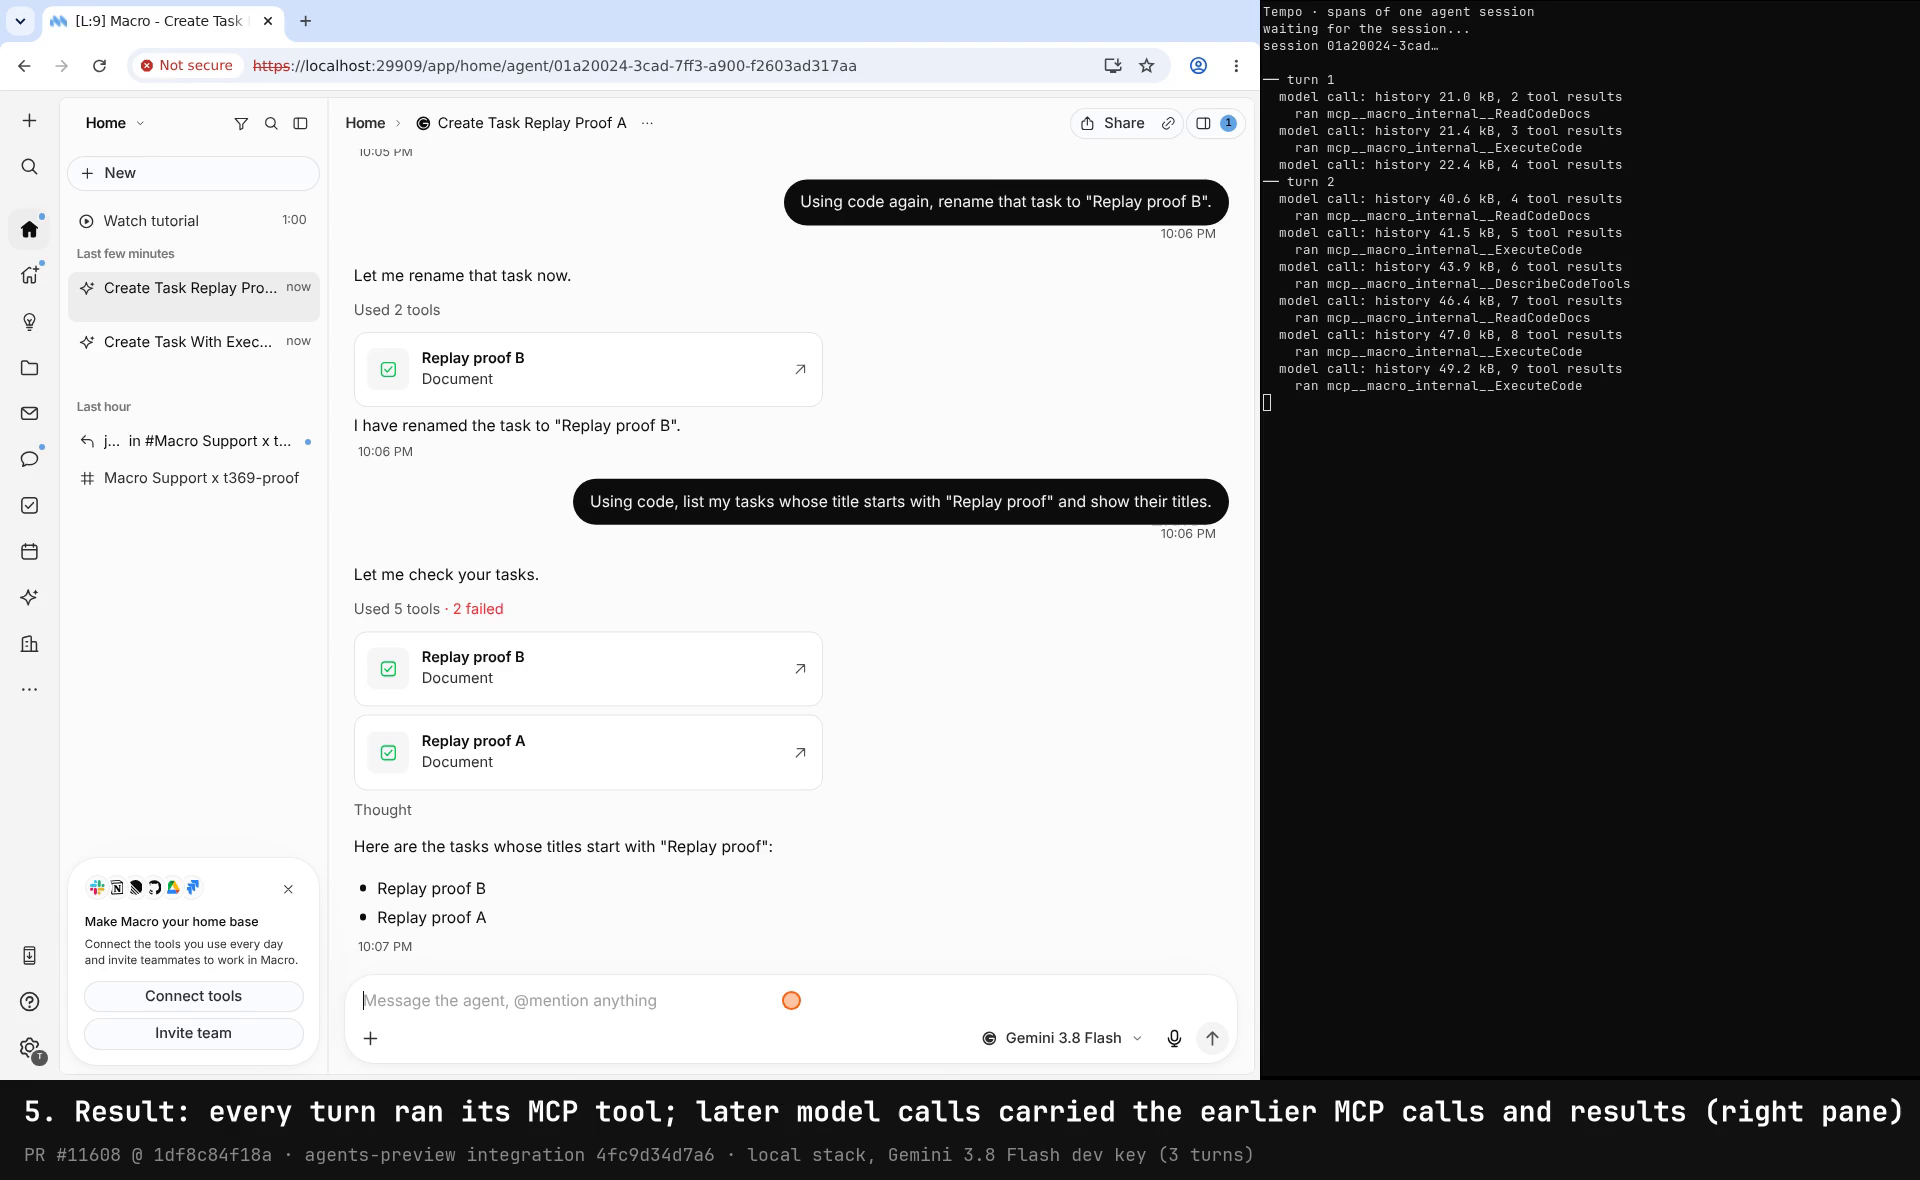 [L:9] Macro - Create Task
Not secure
https://localhost:29909/app/home/agent/01a20024-3cad-7ff3-a900-f2603ad317aa
Home
New
Watch tutorial 1:00
Last few minutes
Create Task Replay Pro... now
Create Task With Exec... now
Last hour
j... in #Macro Support x t...
Macro Support x t369-proof
Make Macro your home base
Connect the tools you use every day
and invite teammates to work in Macro.
Connect tools
Invite team
T
Home › Create Task Replay Proof A ...
Share
1
10:05 PM
Using code again, rename that task to "Replay proof B".
10:06 PM
Let me rename that task now.
Used 2 tools
Replay proof B
Document
I have renamed the task to "Replay proof B".
10:06 PM
Using code, list my tasks whose title starts with "Replay proof" and show their titles.
10:06 PM
Let me check your tasks.
Used 5 tools · 2 failed
Replay proof B
Document
Replay proof A
Document
Thought
Here are the tasks whose titles start with "Replay proof":
• Replay proof B
• Replay proof A
10:07 PM
Message the agent, @mention anything
Gemini 3.8 Flash
Tempo · spans of one agent session
waiting for the session...
session 01a20024-3cad…
── turn 1
model call: history 21.0 kB, 2 tool results
ran mcp__macro_internal__ReadCodeDocs
model call: history 21.4 kB, 3 tool results
ran mcp__macro_internal__ExecuteCode
model call: history 22.4 kB, 4 tool results
── turn 2
model call: history 40.6 kB, 4 tool results
ran mcp__macro_internal__ReadCodeDocs
model call: history 41.5 kB, 5 tool results
ran mcp__macro_internal__ExecuteCode
model call: history 43.9 kB, 6 tool results
ran mcp__macro_internal__DescribeCodeTools
model call: history 46.4 kB, 7 tool results
ran mcp__macro_internal__ReadCodeDocs
model call: history 47.0 kB, 8 tool results
ran mcp__macro_internal__ExecuteCode
model call: history 49.2 kB, 9 tool results
ran mcp__macro_internal__ExecuteCode
5. Result: every turn ran its MCP tool; later model calls carried the earlier MCP calls and results (right pane)
PR #11608 @ 1df8c84f18a · agents-preview integration 4fc9d34d7a6 · local stack, Gemini 3.8 Flash dev key (3 turns)